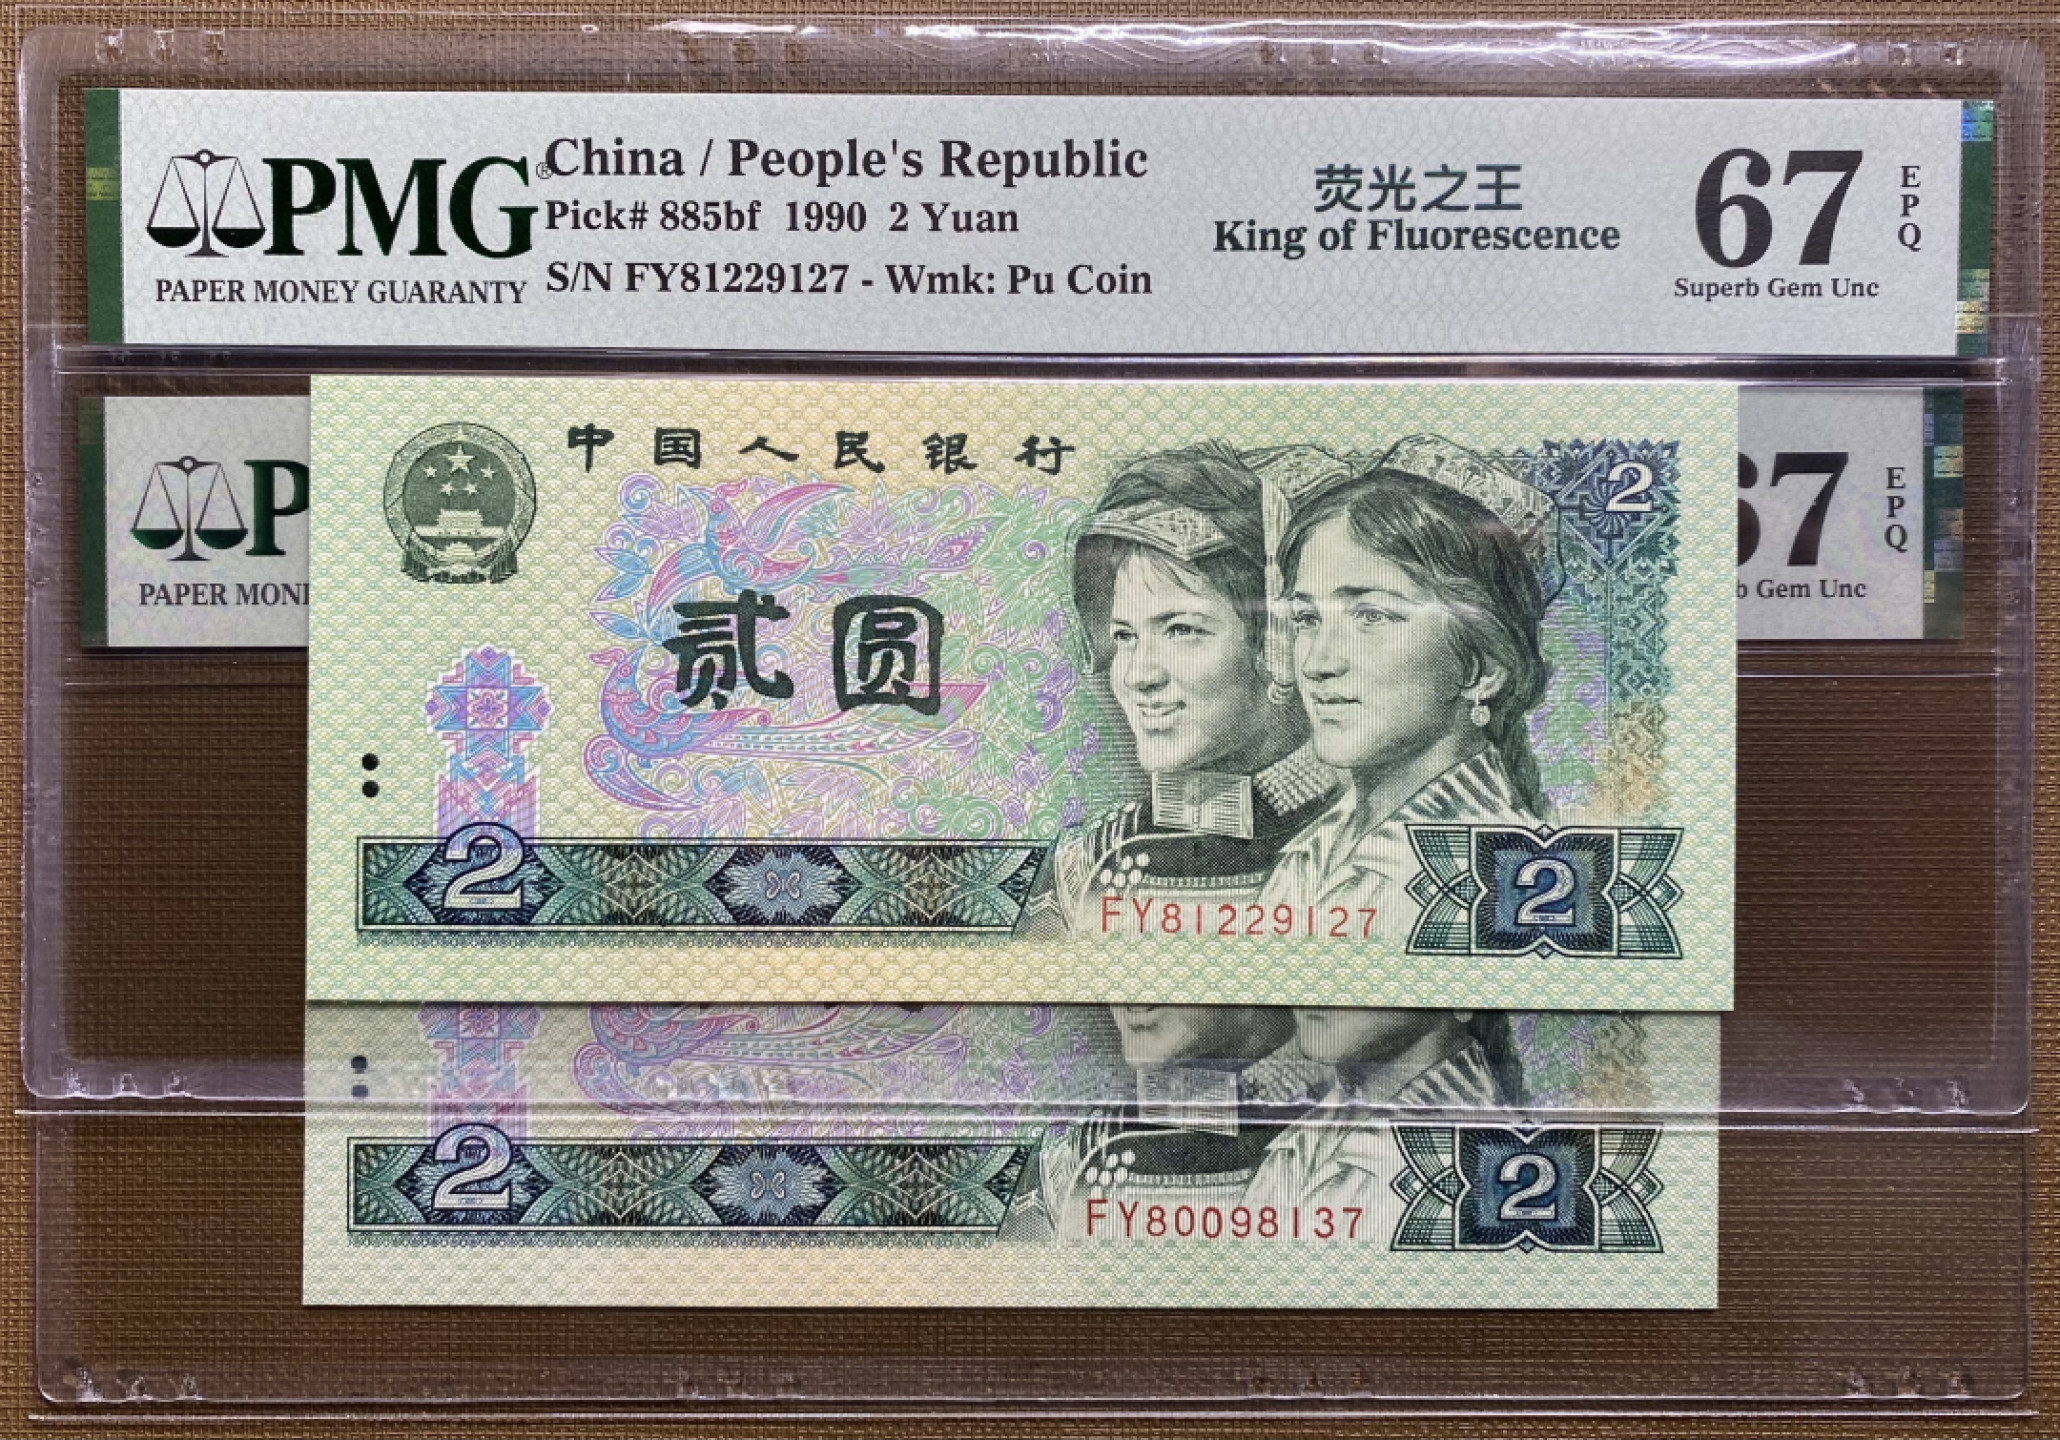 PMG®
PAPER MONEY GUARANTY
China / People's Republic
Pick# 885bf 1990 2 Yuan
S/N FY81229127 - Wmk: Pu Coin
荧光之王
King of Fluorescence
67
EPQ
Superb Gem Unc
P
PAPER MON
67
EPQ
b Gem Unc
中国人民银行
2
贰圆
2
2
FY81229127
2
2
FY80098137